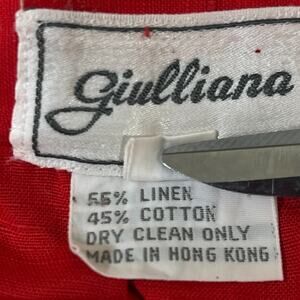 Giulliana
55% LINEN
45% COTTON
DRY CLEAN ONLY
MADE IN HONG KONG